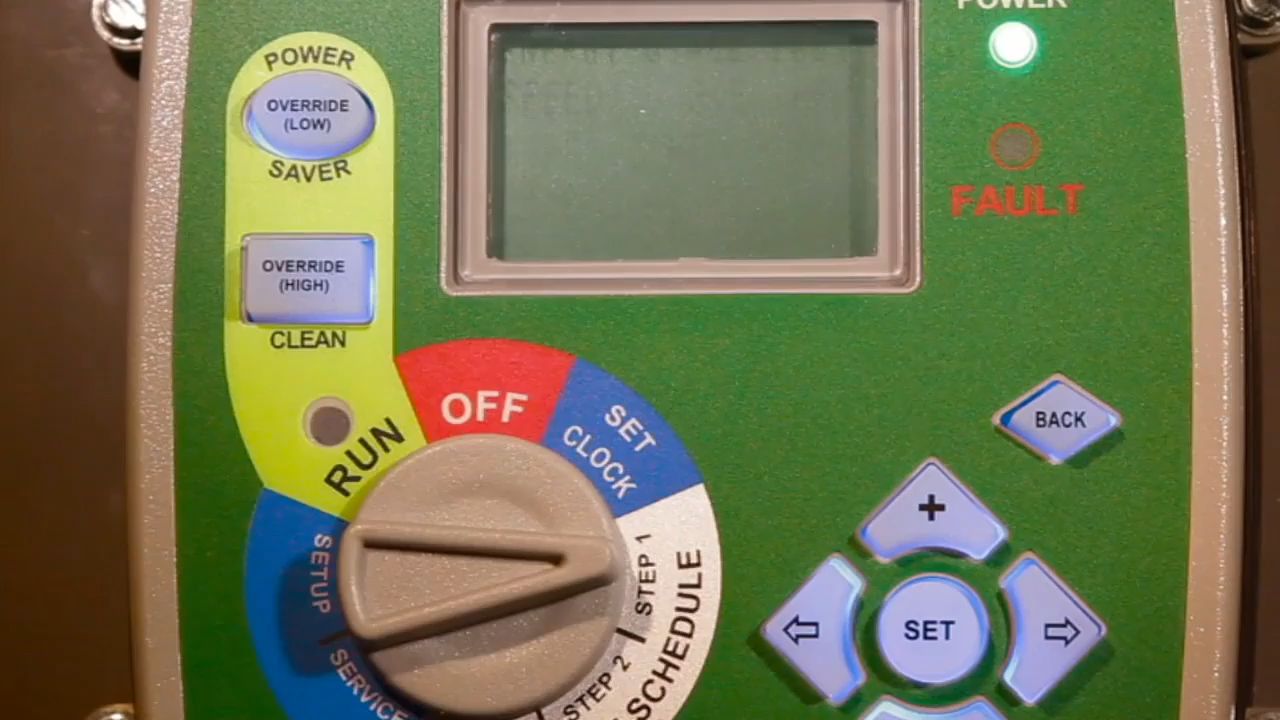 POWER
OVERRIDE
(LOW)
SAVER
OVERRIDE
(HIGH)
CLEAN
RUN
OFF
SET
CLOCK
STEP 1
STEP 2
SCHEDULE
SETUP
SERVICE
POWER
FAULT
BACK
+
SET
SPEED